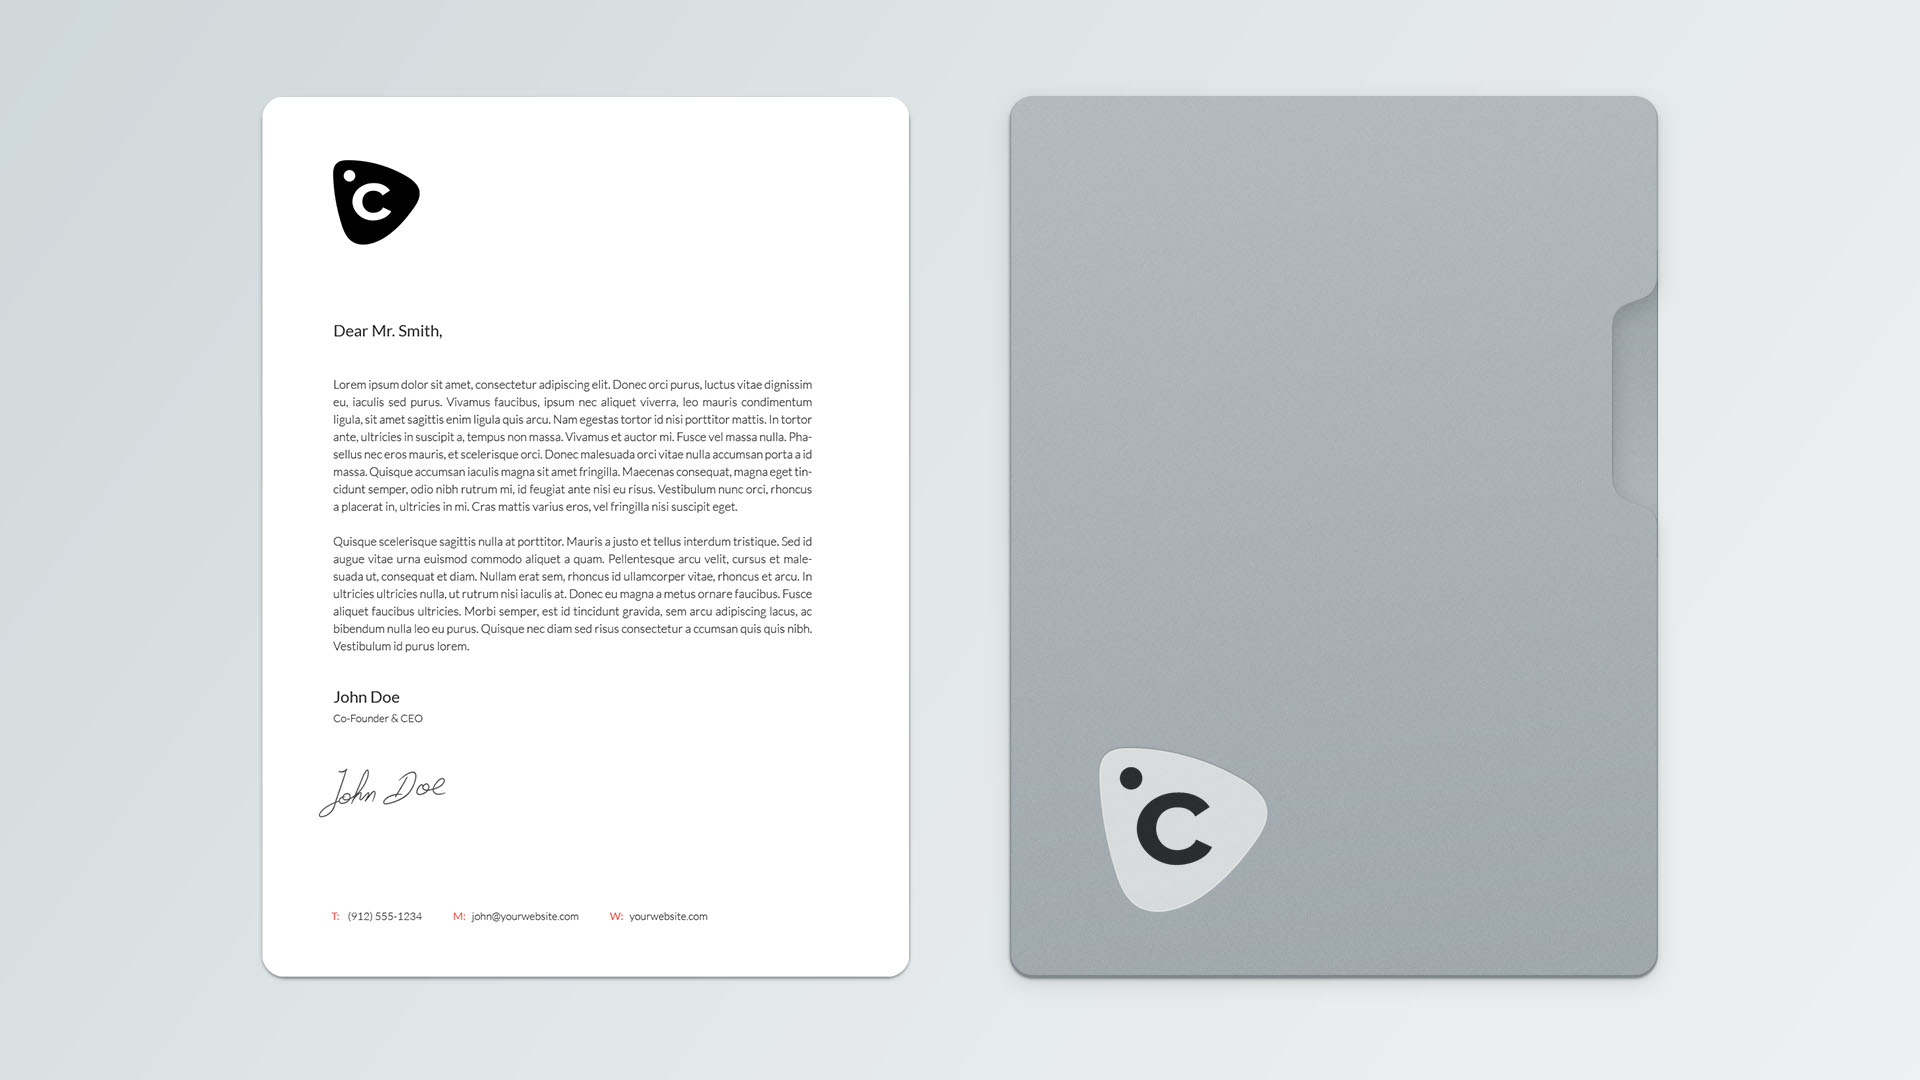 C
Dear Mr. Smith,
Lorem ipsum dolor sit amet, consectetur adipiscing elit. Donec orci purus, luctus vitae dignissim
eu, iaculis sed purus. Vivamus faucibus, ipsum nec aliquet viverra, leo mauris condimentum
ligula, sit amet sagittis enim ligula quis arcu. Nam egestas tortor id nisi porttitor mattis. In tortor
ante, ultricies in suscipit a, tempus non massa. Vivamus et auctor mi. Fusce vel massa nulla. Pha-
sellus nec eros mauris, et scelerisque orci. Donec malesuada orci vitae nulla accumsan porta a id
massa. Quisque accumsan iaculis magna sit amet fringilla. Maecenas consequat, magna eget tin-
cidunt semper, odio nibh rutrum mi, id feugiat ante nisi eu risus. Vestibulum nunc orci, rhoncus
a placerat in, ultricies in mi. Cras mattis varius eros, vel fringilla nisi suscipit eget.
Quisque scelerisque sagittis nulla at porttitor. Mauris a justo et tellus interdum tristique. Sed id
augue vitae urna euismod commodo aliquet a quam. Pellentesque arcu velit, cursus et male-
suada ut, consequat et diam. Nullam erat sem, rhoncus id ullamcorper vitae, rhoncus et arcu. In
ultricies ultricies nulla, ut rutrum nisi iaculis at. Donec eu magna a metus ornare faucibus. Fusce
aliquet faucibus ultricies. Morbi semper, est id tincidunt gravida, sem arcu adipiscing lacus, ac
bibendum nulla leo eu purus. Quisque nec diam sed risus consectetur a ccumsan quis quis nibh.
Vestibulum id purus lorem.
John Doe
Co-Founder & CEO
John Doe
T: (912) 555-1234 M: john@yourwebsite.com W: yourwebsite.com
C